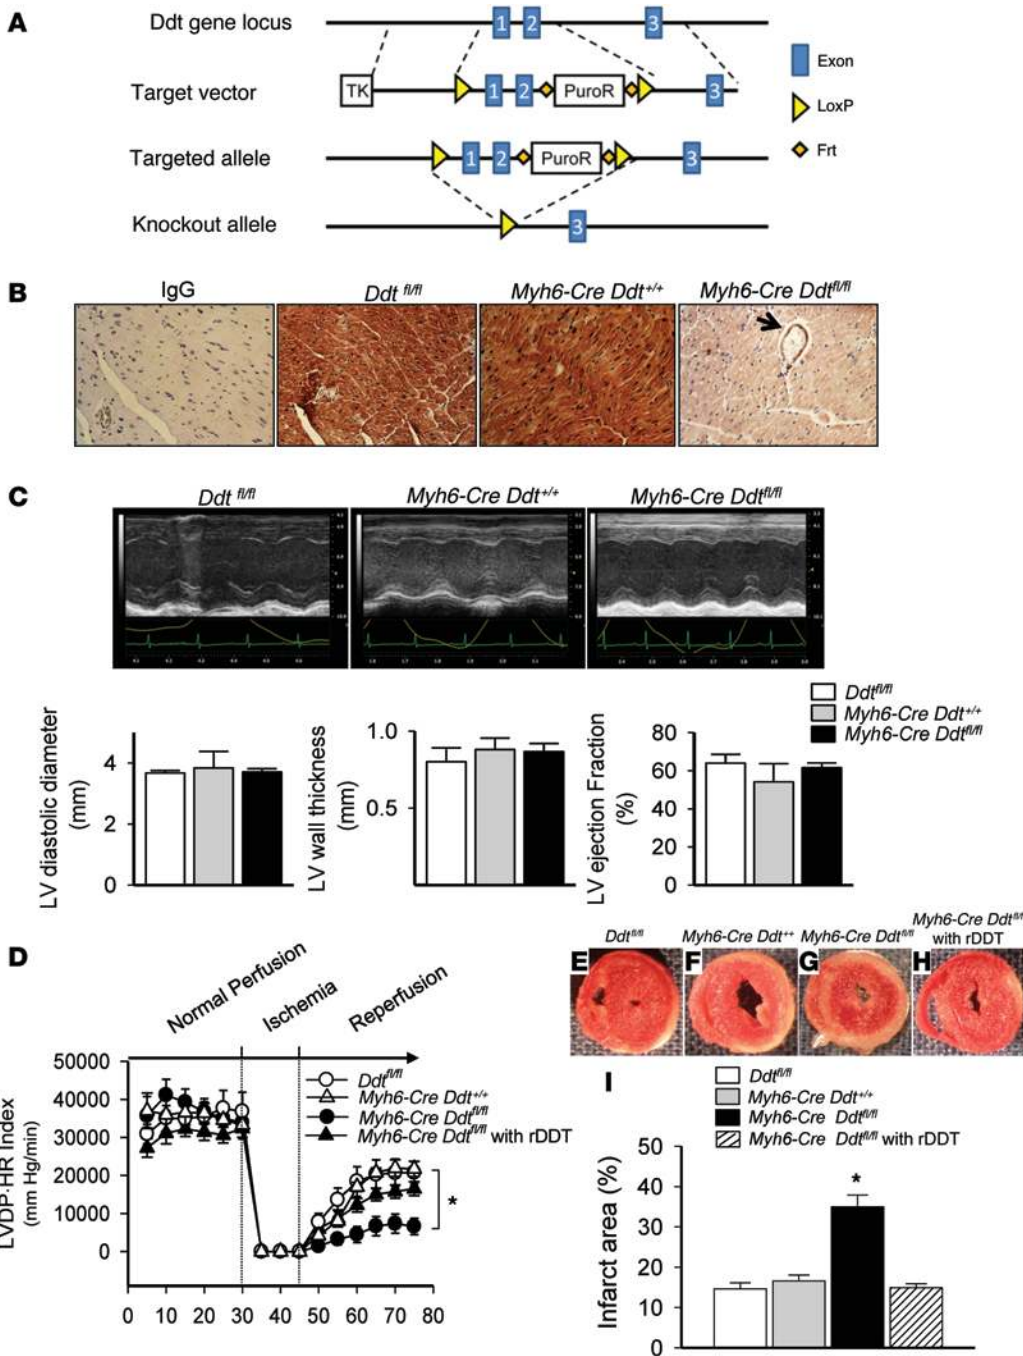 A
Ddt gene locus
1 2 3
Exon
Target vector
TK 1 2 PuroR 3
LoxP
Targeted allele
1 2 PuroR 3
Frt
Knockout allele
3
B
IgG
Ddt fl/fl
Myh6-Cre Ddt+/+
Myh6-Cre Ddtfl/fl
C
Ddt fl/fl
Myh6-Cre Ddt+/+
Myh6-Cre Ddtfl/fl
Ddtfl/fl
Myh6-Cre Ddt+/+
Myh6-Cre Ddtfl/fl
LV diastolic diameter
(mm)
4
2
0
LV wall thickness
(mm)
1.0
0.5
LV ejection Fraction
(%)
80
60
40
20
0
D
Normal Perfusion
Ischemia
Reperfusion
LVDP·HR Index
(mm Hg/min)
50000
40000
30000
20000
10000
0
Ddtfl/fl
Myh6-Cre Ddt+/+
Myh6-Cre Ddtfl/fl
Myh6-Cre Ddtfl/fl with rDDT
*
0 10 20 30 40 50 60 70 80
Ddtfl/fl
Myh6-Cre Ddt++
Myh6-Cre Ddtfl/fl
Myh6-Cre Ddtfl/fl
with rDDT
E
F
G
H
I
Ddtfl/fl
Myh6-Cre Ddt+/+
Myh6-Cre Ddtfl/fl
Myh6-Cre Ddtfl/fl with rDDT
Infarct area (%)
50
40
30
20
10
0
*